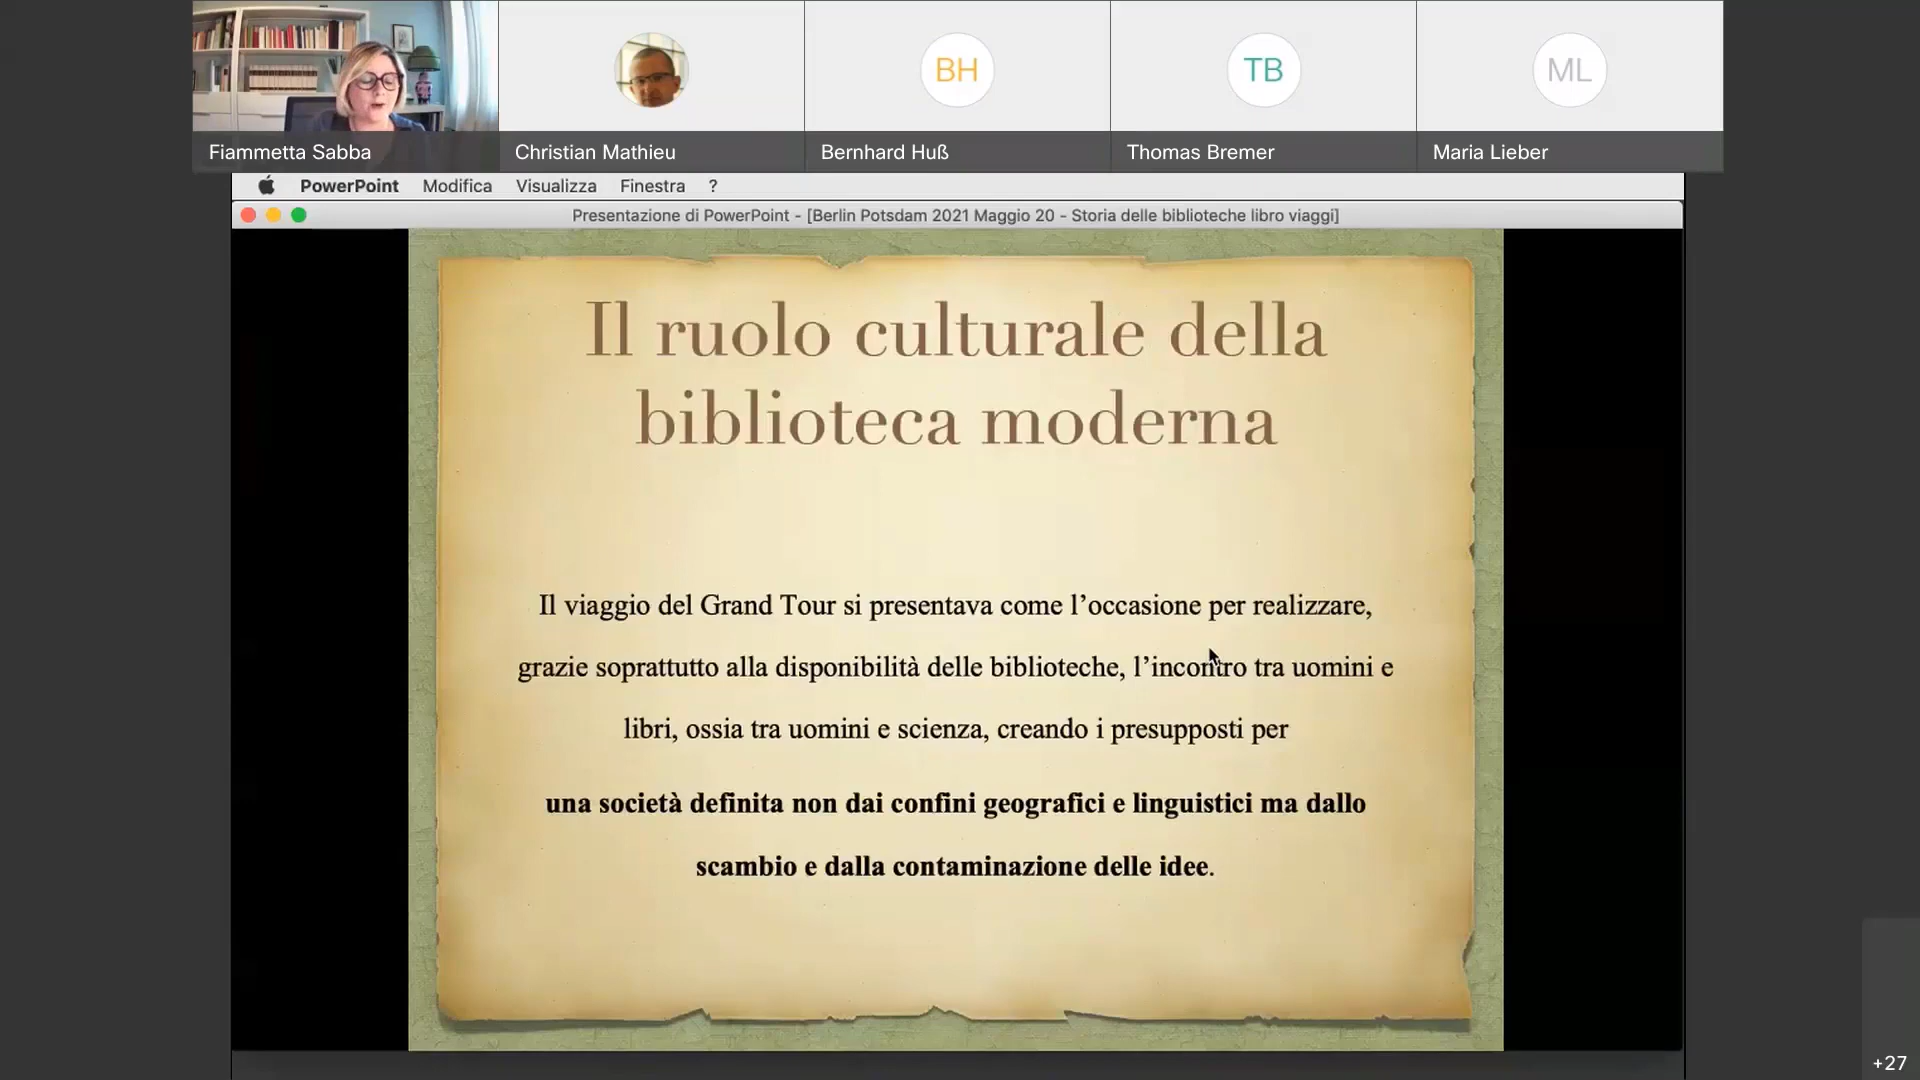 BH
TB
ML
Fiammetta Sabba
Christian Mathieu
Bernhard Huß
Thomas Bremer
Maria Lieber
PowerPoint Modifica Visualizza Finestra ?
Presentazione di PowerPoint - [Berlin Potsdam 2021 Maggio 20 - Storia delle biblioteche libro viaggi]
Il ruolo culturale della
biblioteca moderna
Il viaggio del Grand Tour si presentava come l’occasione per realizzare,
grazie soprattutto alla disponibilità delle biblioteche, l’incontro tra uomini e
libri, ossia tra uomini e scienza, creando i presupposti per
una società definita non dai confini geografici e linguistici ma dallo
scambio e dalla contaminazione delle idee.
+27